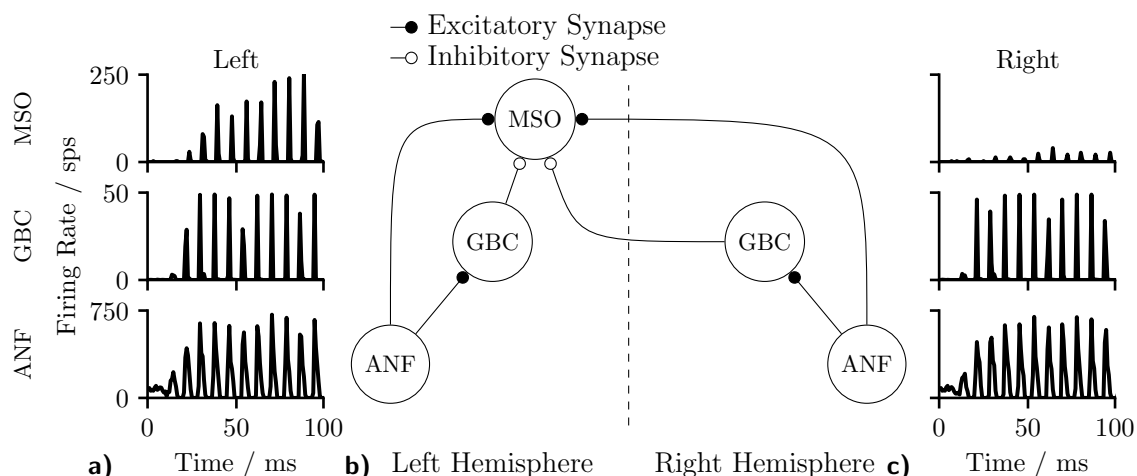 Excitatory Synapse
Inhibitory Synapse
Left
MSO
250
0
GBC
50
0
ANF
750
0
Firing Rate / sps
0 50 100
Time / ms
a)
MSO
GBC
GBC
ANF
ANF
b) Left Hemisphere
Right Hemisphere
Right
0 50 100
Time / ms
c)